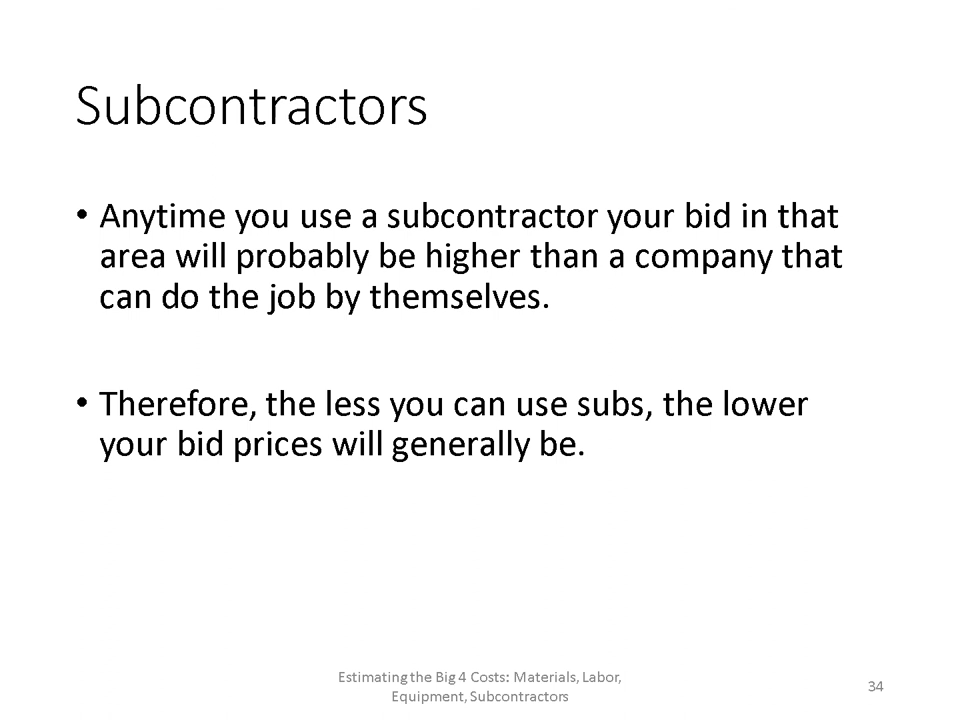 Subcontractors
• Anytime you use a subcontractor your bid in that
area will probably be higher than a company that
can do the job by themselves.
• Therefore, the less you can use subs, the lower
your bid prices will generally be.
Estimating the Big 4 Costs: Materials, Labor,
Equipment, Subcontractors
34